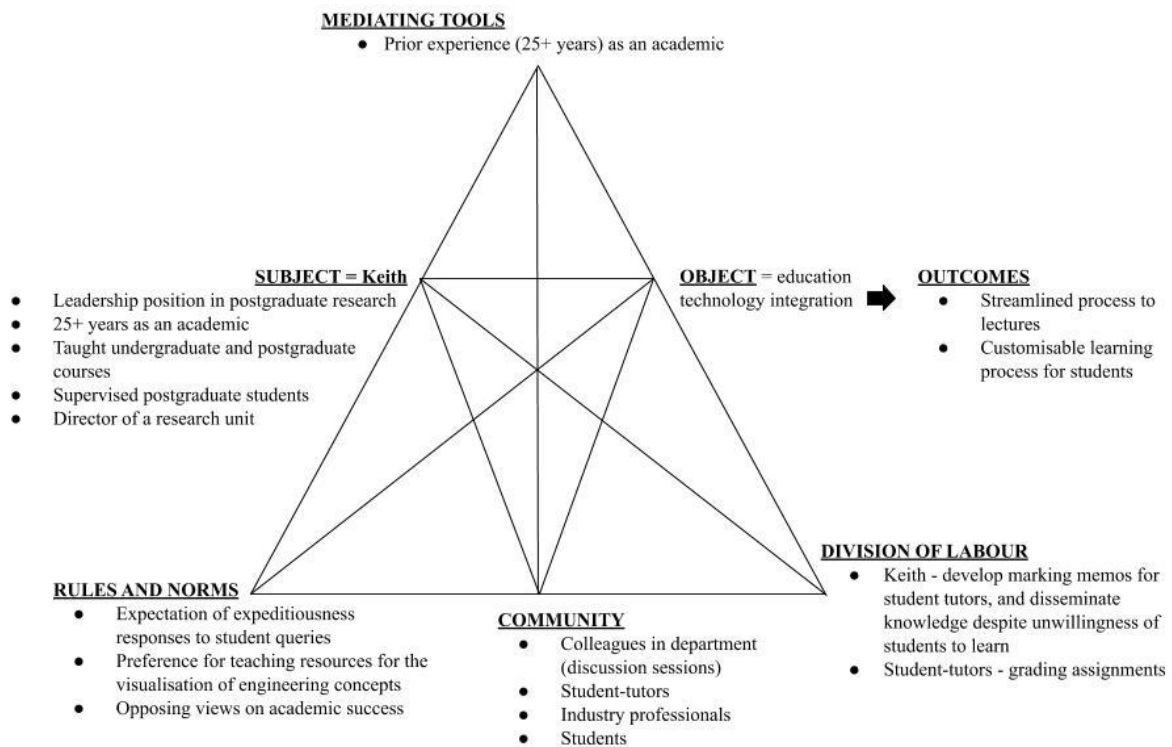 MEDIATING TOOLS
● Prior experience (25+ years) as an academic
SUBJECT = Keith
● Leadership position in postgraduate research
● 25+ years as an academic
● Taught undergraduate and postgraduate
courses
● Supervised postgraduate students
● Director of a research unit
OBJECT = education
technology integration
OUTCOMES
● Streamlined process to
lectures
● Customisable learning
process for students
RULES AND NORMS
● Expectation of expeditiousness
responses to student queries
● Preference for teaching resources for the
visualisation of engineering concepts
● Opposing views on academic success
COMMUNITY
● Colleagues in department
(discussion sessions)
● Student-tutors
● Industry professionals
● Students
DIVISION OF LABOUR
● Keith - develop marking memos for
student tutors, and disseminate
knowledge despite unwillingness of
students to learn
● Student-tutors - grading assignments